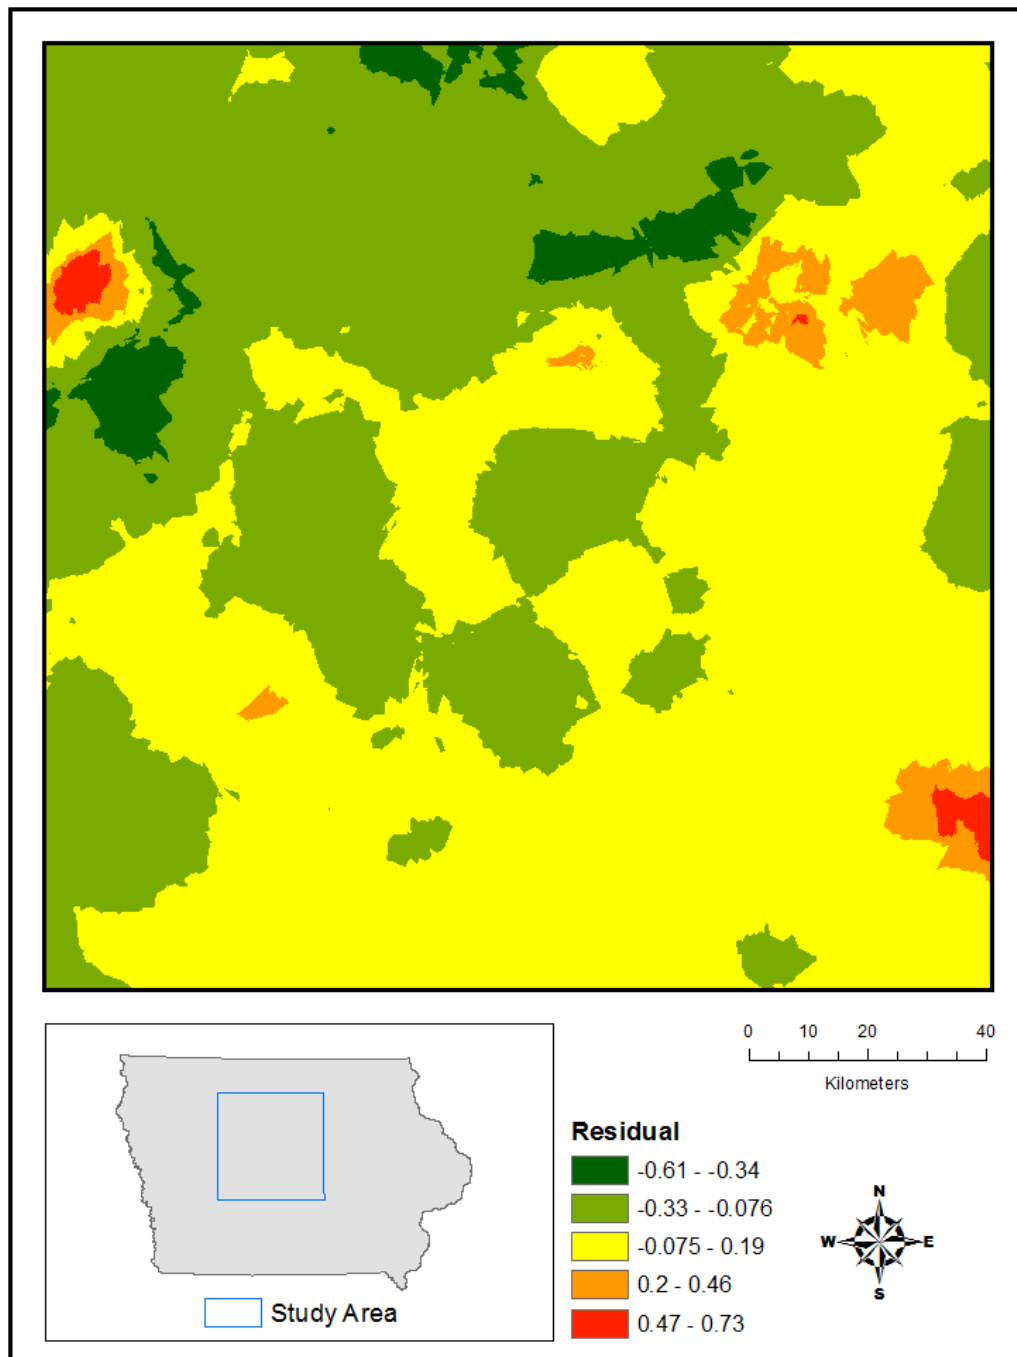 0 10 20 40
Kilometers
Residual
-0.61 - -0.34
-0.33 - -0.076
-0.075 - 0.19
0.2 - 0.46
0.47 - 0.73
N
W E
S
Study Area